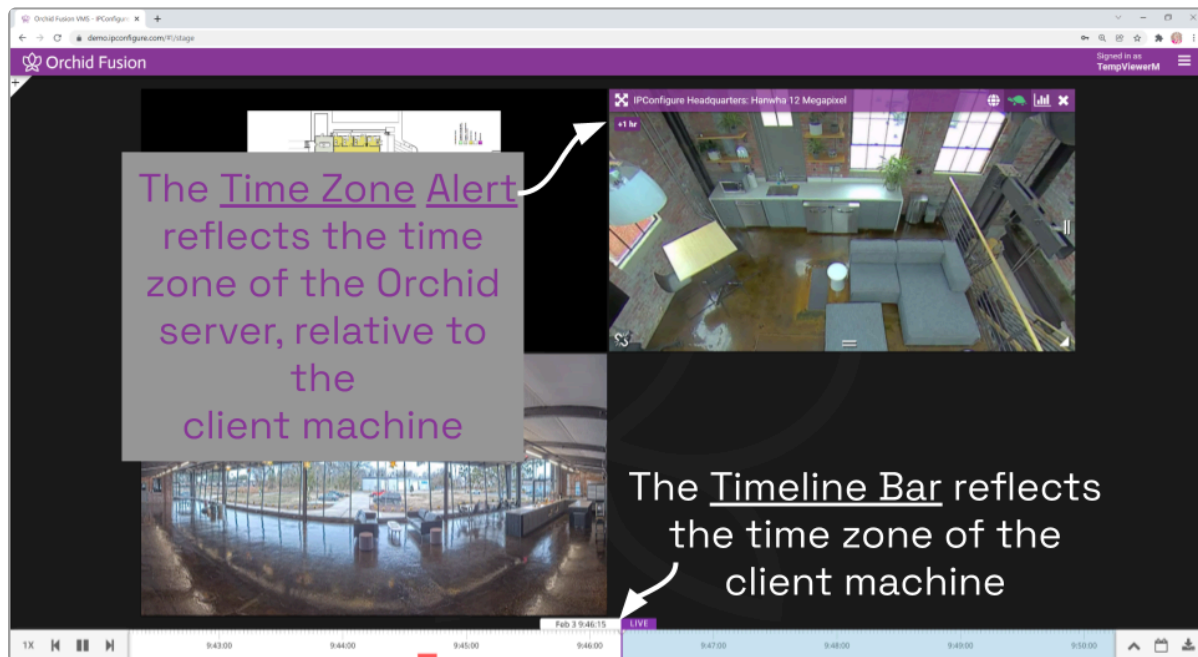 Orchid Fusion VMS - IPConfigur
demo.ipconfigure.com/#!/stage
Orchid Fusion
Signed in as
TempViewerM
IPConfigure Headquarters: Hanwha 12 Megapixel
+1 hr
The Time Zone Alert
reflects the time
zone of the Orchid
server, relative to
the
client machine
The Timeline Bar reflects
the time zone of the
client machine
Feb 3 9:46:15
LIVE
1X
9:43:00
9:44:00
9:45:00
9:46:00
9:47:00
9:48:00
9:49:00
9:50:00